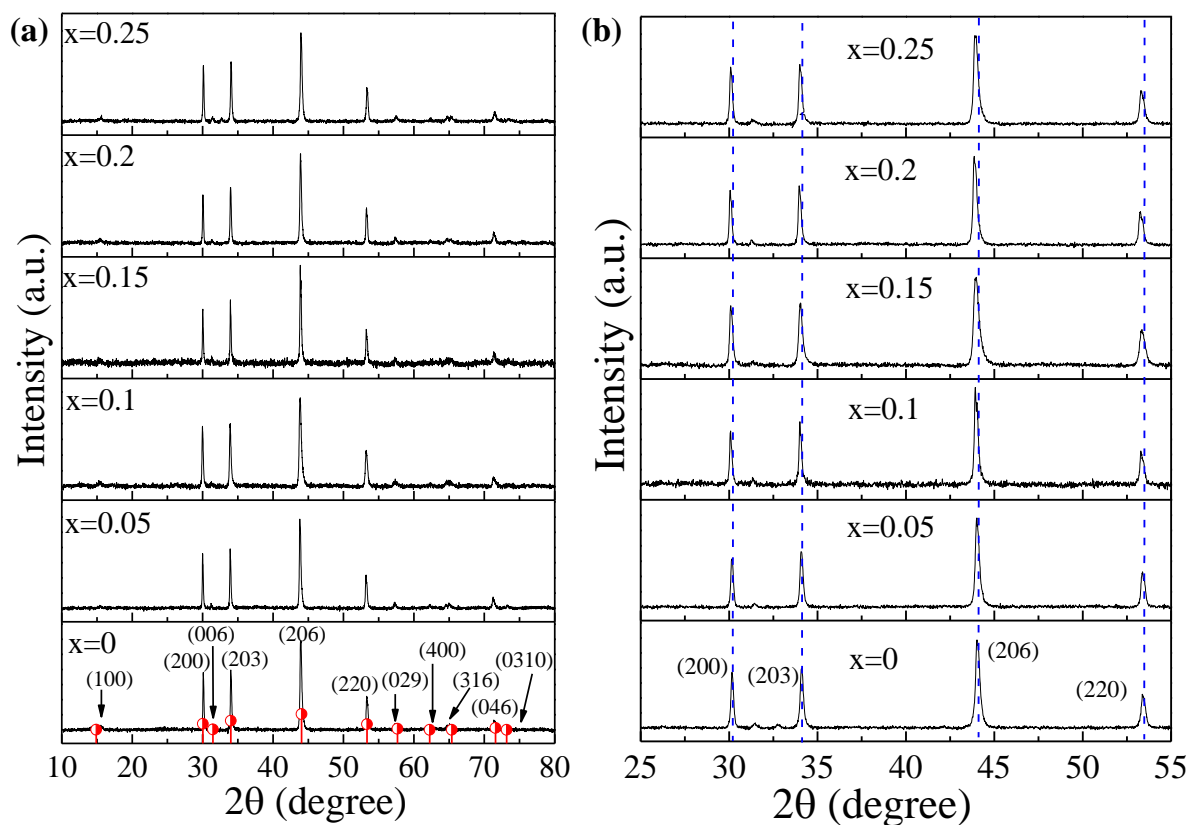 (a)
x=0.25
x=0.2
x=0.15
x=0.1
x=0.05
x=0
(100)
(200)
(006)
(203)
(206)
(220)
(029)
(400)
(316)
(046)
(0310)
Intensity (a.u.)
10 20 30 40 50 60 70 80
2θ (degree)
(b)
x=0.25
x=0.2
x=0.15
x=0.1
x=0.05
x=0
(200)
(203)
(206)
(220)
Intensity (a.u.)
25 30 35 40 45 50 55
2θ (degree)